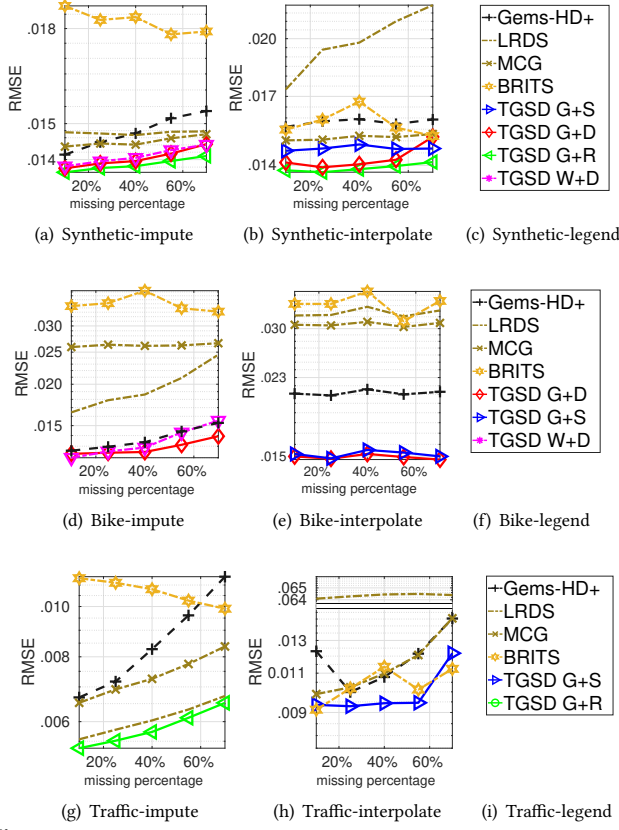 .018
.015
.014
RMSE
20%
40%
60%
missing percentage
(a) Synthetic-impute
.020
.017
.014
RMSE
20%
40%
60%
missing percentage
(b) Synthetic-interpolate
Gems-HD+
LRDS
MCG
BRITS
TGSD G+S
TGSD G+D
TGSD G+R
TGSD W+D
(c) Synthetic-legend
.030
.025
.020
.015
RMSE
20%
40%
60%
missing percentage
(d) Bike-impute
.030
.023
.015
RMSE
20%
40%
60%
missing percentage
(e) Bike-interpolate
Gems-HD+
LRDS
MCG
BRITS
TGSD G+D
TGSD G+S
TGSD W+D
(f) Bike-legend
.010
.008
.006
RMSE
20%
40%
60%
missing percentage
(g) Traffic-impute
.065
.064
.013
.011
.009
RMSE
20%
40%
60%
missing percentage
(h) Traffic-interpolate
Gems-HD+
LRDS
MCG
BRITS
TGSD G+S
TGSD G+R
(i) Traffic-legend